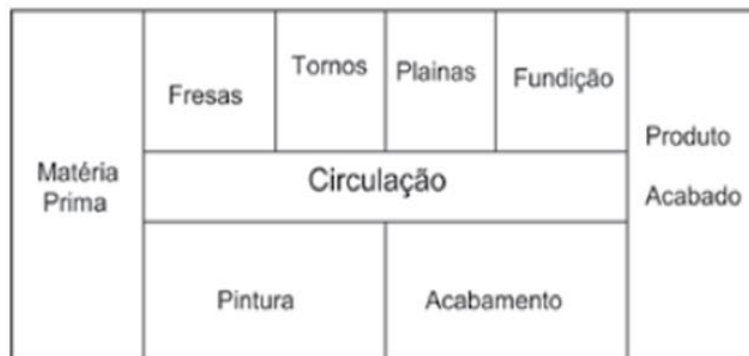 Matéria
Prima
Fresas
Tornos
Plainas
Fundição
Circulação
Pintura
Acabamento
Produto
Acabado